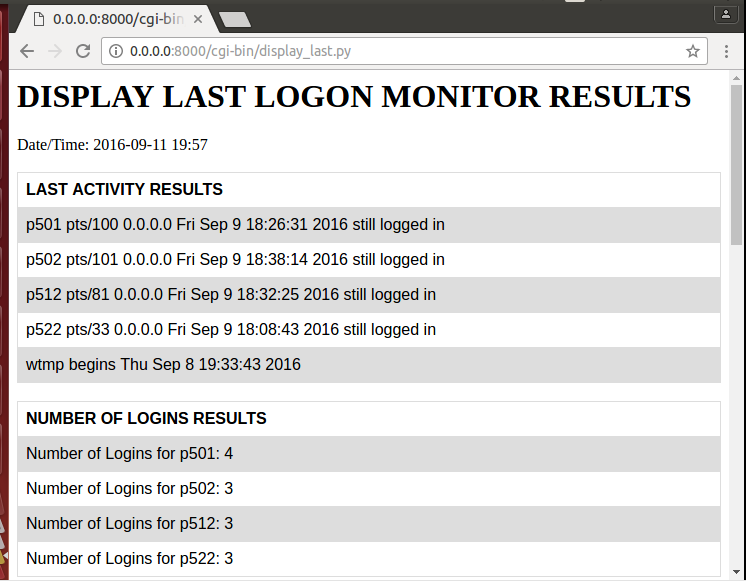 0.0.0.0:8000/cgi-bin
0.0.0.0:8000/cgi-bin/display_last.py
DISPLAY LAST LOGON MONITOR RESULTS
Date/Time: 2016-09-11 19:57
LAST ACTIVITY RESULTS
p501 pts/100 0.0.0.0 Fri Sep 9 18:26:31 2016 still logged in
p502 pts/101 0.0.0.0 Fri Sep 9 18:38:14 2016 still logged in
p512 pts/81 0.0.0.0 Fri Sep 9 18:32:25 2016 still logged in
p522 pts/33 0.0.0.0 Fri Sep 9 18:08:43 2016 still logged in
wtmp begins Thu Sep 8 19:33:43 2016
NUMBER OF LOGINS RESULTS
Number of Logins for p501: 4
Number of Logins for p502: 3
Number of Logins for p512: 3
Number of Logins for p522: 3